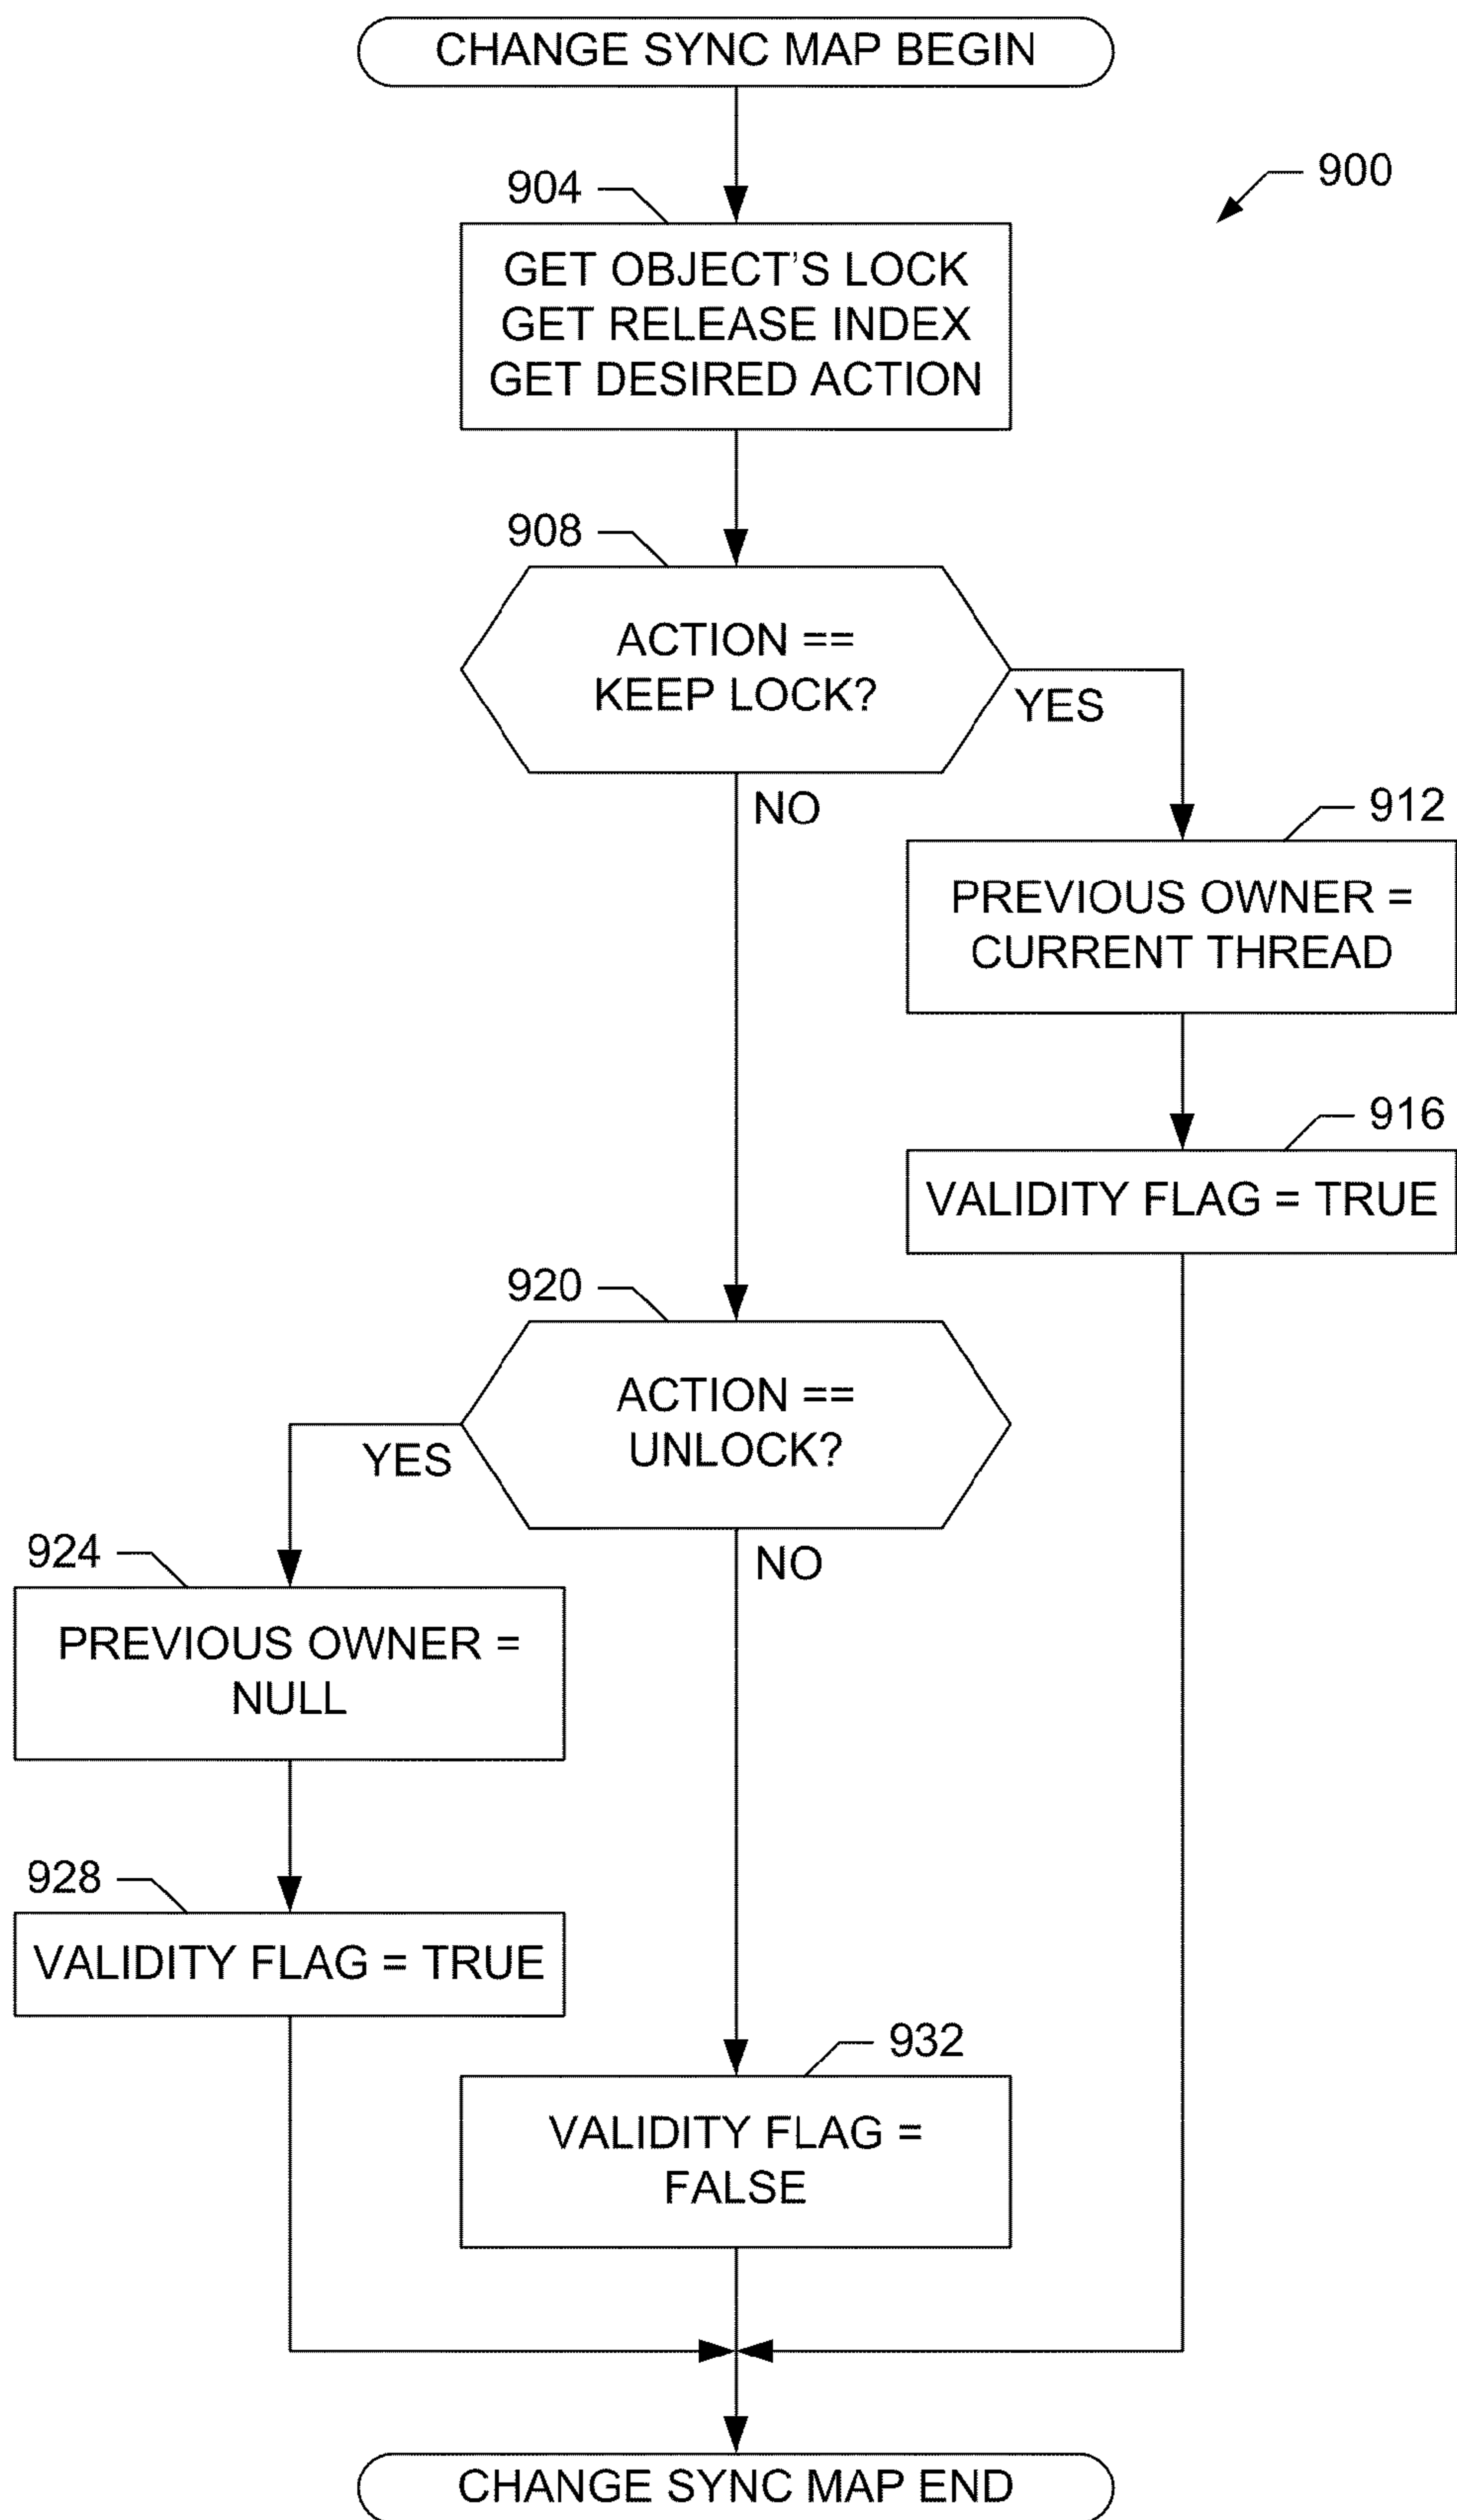 CHANGE SYNC MAP BEGIN
900
904
GET OBJECT'S LOCK
GET RELEASE INDEX
GET DESIRED ACTION
908
ACTION ==
KEEP LOCK?
YES
NO
912
PREVIOUS OWNER =
CURRENT THREAD
916
VALIDITY FLAG = TRUE
920
ACTION ==
UNLOCK?
YES
NO
924
PREVIOUS OWNER =
NULL
928
VALIDITY FLAG = TRUE
932
VALIDITY FLAG =
FALSE
CHANGE SYNC MAP END